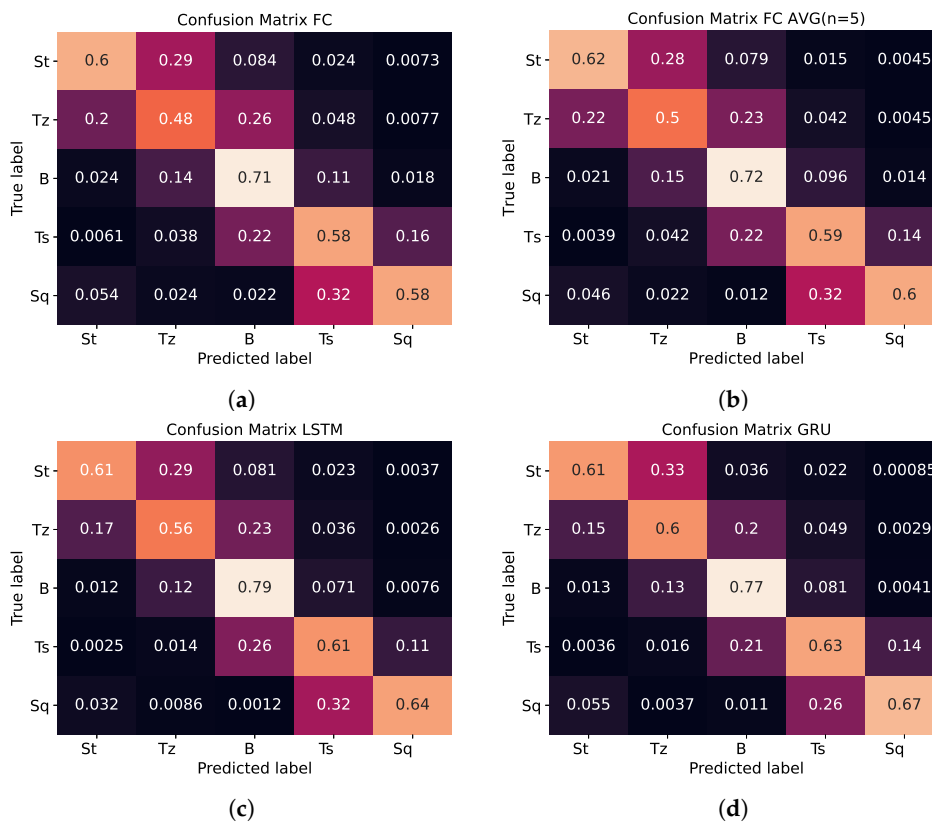 Confusion Matrix FC
True label
St 0.6 0.29 0.084 0.024 0.0073
Tz 0.2 0.48 0.26 0.048 0.0077
B 0.024 0.14 0.71 0.11 0.018
Ts 0.0061 0.038 0.22 0.58 0.16
Sq 0.054 0.024 0.022 0.32 0.58
St Tz B Ts Sq
Predicted label
(a)
Confusion Matrix FC AVG(n=5)
True label
St 0.62 0.28 0.079 0.015 0.0045
Tz 0.22 0.5 0.23 0.042 0.0045
B 0.021 0.15 0.72 0.096 0.014
Ts 0.0039 0.042 0.22 0.59 0.14
Sq 0.046 0.022 0.012 0.32 0.6
St Tz B Ts Sq
Predicted label
(b)
Confusion Matrix LSTM
True label
St 0.61 0.29 0.081 0.023 0.0037
Tz 0.17 0.56 0.23 0.036 0.0026
B 0.012 0.12 0.79 0.071 0.0076
Ts 0.0025 0.014 0.26 0.61 0.11
Sq 0.032 0.0086 0.0012 0.32 0.64
St Tz B Ts Sq
Predicted label
(c)
Confusion Matrix GRU
True label
St 0.61 0.33 0.036 0.022 0.00085
Tz 0.15 0.6 0.2 0.049 0.0029
B 0.013 0.13 0.77 0.081 0.0041
Ts 0.0036 0.016 0.21 0.63 0.14
Sq 0.055 0.0037 0.011 0.26 0.67
St Tz B Ts Sq
Predicted label
(d)